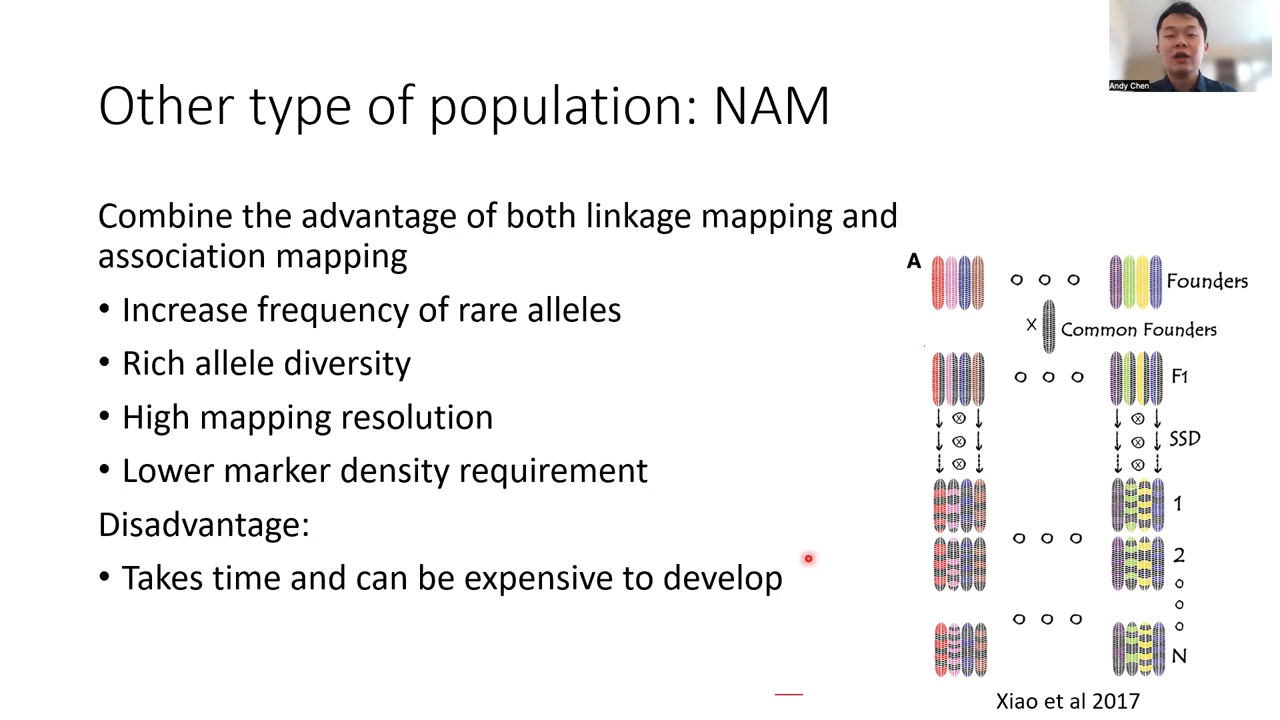 Andy Chen
Other type of population: NAM
Combine the advantage of both linkage mapping and
association mapping
• Increase frequency of rare alleles
• Rich allele diversity
• High mapping resolution
• Lower marker density requirement
Disadvantage:
• Takes time and can be expensive to develop
A
Founders
X
Common Founders
F1
SSD
1
2
N
Xiao et al 2017